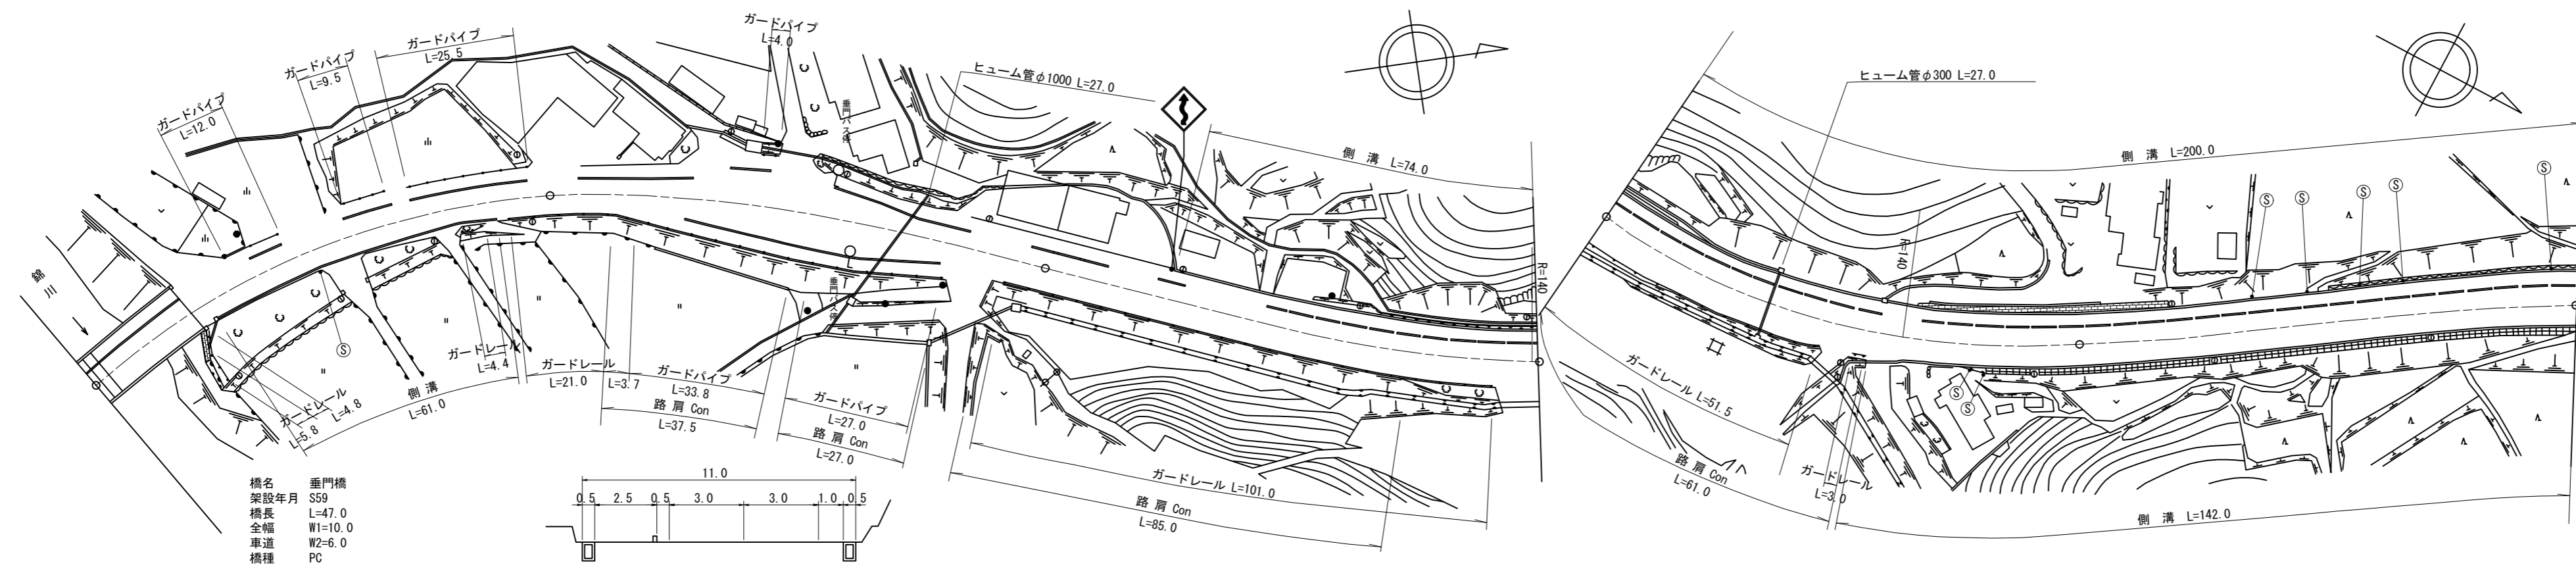 ガードパイプ
L=12.0
ガードパイプ
L=9.5
ガードパイプ
L=25.5
ガードパイプ
L=4.0
垂門バス停
ヒューム管φ1000 L=27.0
側 溝 L=74.0
R=140
錦川
Ⓢ
ガードレール
L=5.8
L=4.8
側 溝
L=61.0
ガードレール
L=4.4
ガードレール
L=21.0
L=3.7
ガードパイプ
L=33.8
路 肩 Con
L=37.5
垂門バス停
ガードパイプ
L=27.0
路 肩 Con
L=27.0
ガードレール L=101.0
路 肩 Con
L=85.0
橋名 垂門橋
架設年月 S59
橋長 L=47.0
全幅 W1=10.0
車道 W2=6.0
橋種 PC
11.0
0.5 2.5 0.5 3.0 3.0 1.0 0.5
ヒューム管φ300 L=27.0
側 溝 L=200.0
R=140
Ⓢ
Ⓢ
Ⓢ
Ⓢ
Ⓢ
ガードレール L=51.5
路 肩 Con
L=61.0
ガードレール
L=3.0
Ⓢ
Ⓢ
側 溝 L=142.0